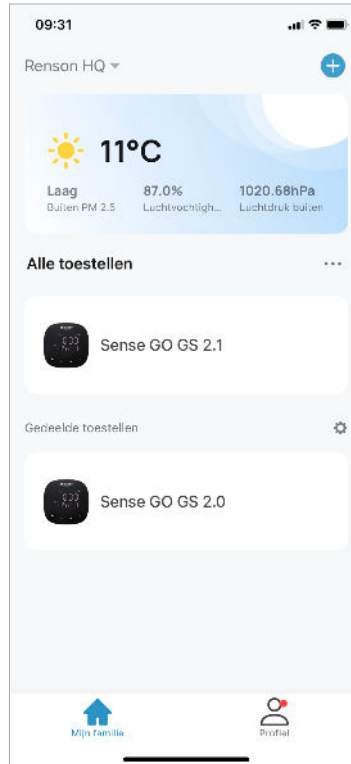 09:31
Renson HQ
11°C
Laag 87.0% 1020.68hPa
Buiten PM 2.5 Luchtvochtigh... Luchtdruk buiten
Alle toestellen
Sense GO GS 2.1
Gedeelde toestellen
Sense GO GS 2.0
Mijn familie Profiel